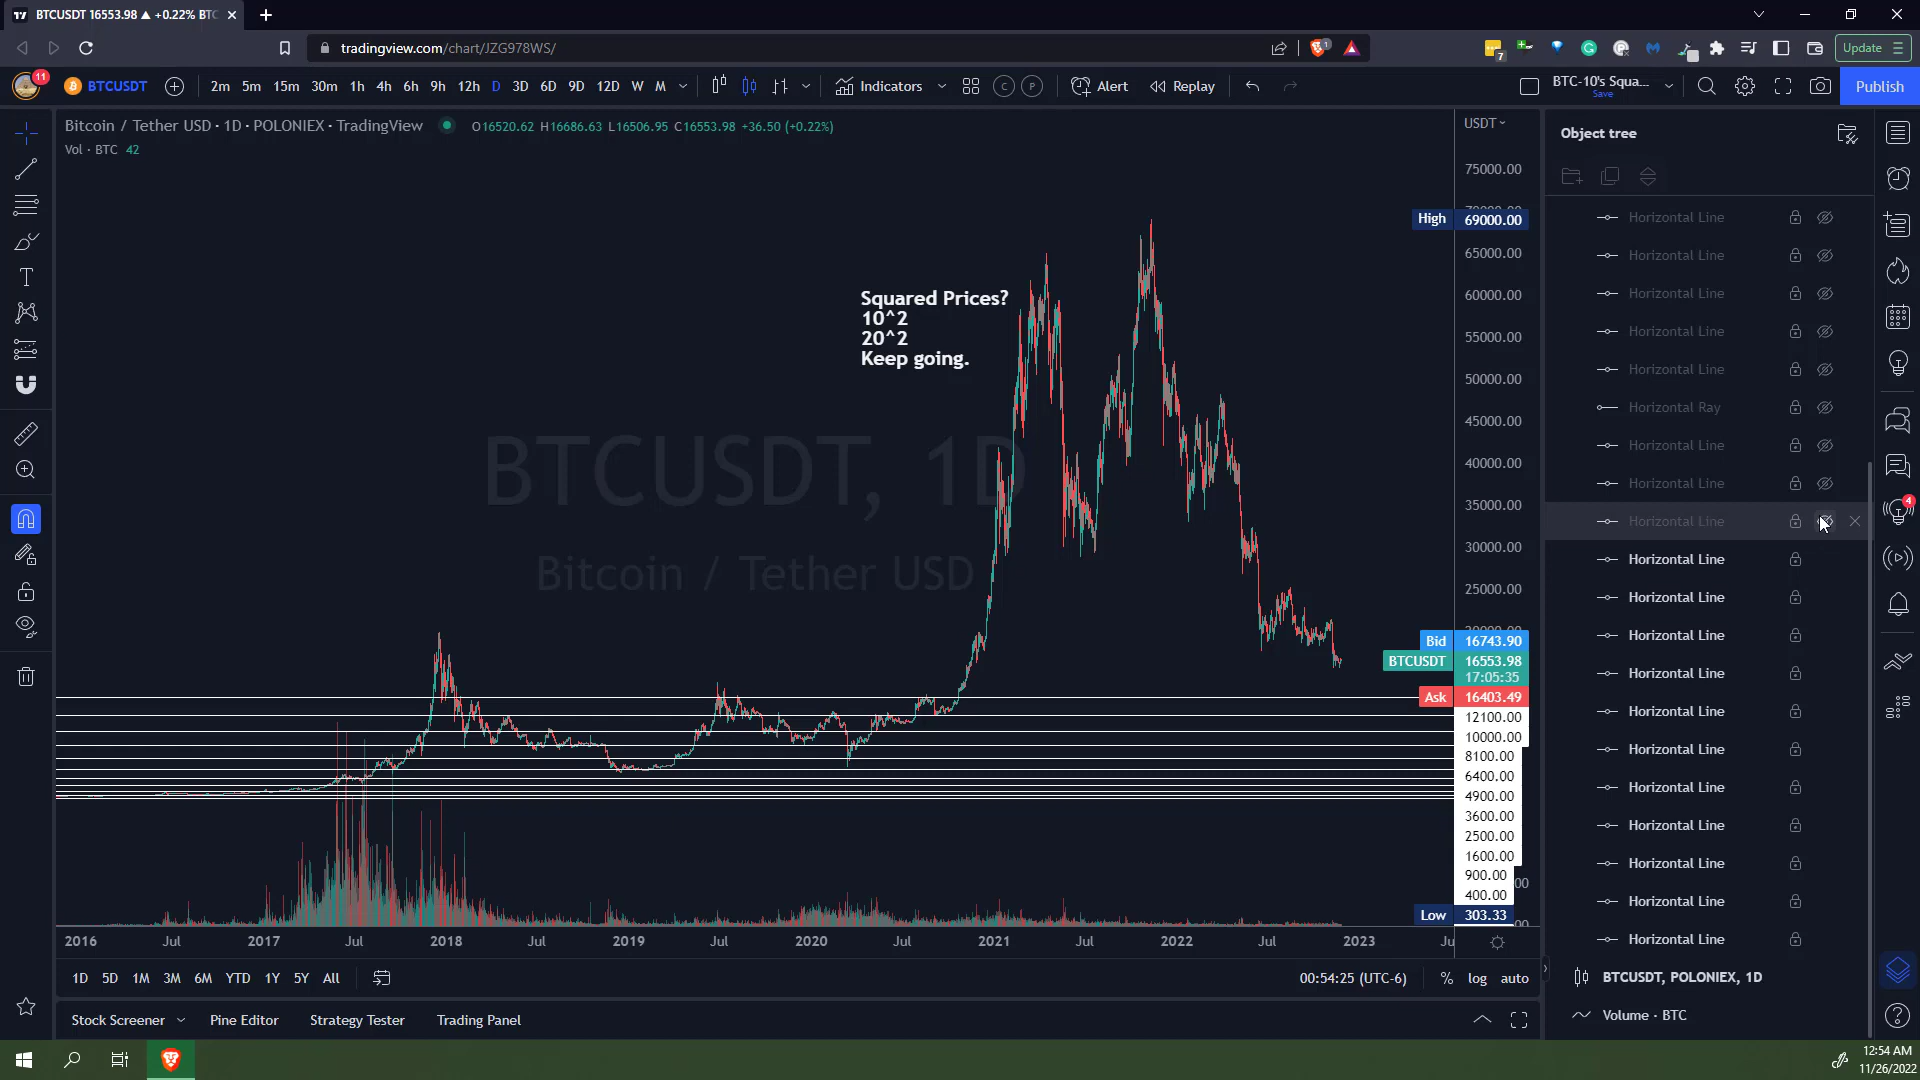 BTCUSDT 16553.98 ▲ +0.22% BTC
tradingview.com/chart/JZG978WS/
7
1
Update
11
BTCUSDT
2m 5m 15m 30m 1h 4h 6h 9h 12h D 3D 6D 9D 12D W M
Indicators
C P
Alert
Replay
BTC-10's Squa...
Save
Publish
Bitcoin / Tether USD · 1D · POLONIEX · TradingView
O16520.62 H16686.63 L16506.95 C16553.98 +36.50 (+0.22%)
Vol · BTC 42
USDT
75000.00
High 69000.00
65000.00
60000.00
55000.00
50000.00
45000.00
40000.00
35000.00
30000.00
25000.00
Bid 16743.90
BTCUSDT 16553.98
17:05:35
Ask 16403.49
12100.00
10000.00
8100.00
6400.00
4900.00
3600.00
2500.00
1600.00
900.00
400.00
Low 303.33
Squared Prices?
10^2
20^2
Keep going.
BTCUSDT, 1D
Bitcoin / Tether USD
2016 Jul 2017 Jul 2018 Jul 2019 Jul 2020 Jul 2021 Jul 2022 Jul 2023 Ju
1D 5D 1M 3M 6M YTD 1Y 5Y All
00:54:25 (UTC-6)
% log auto
Stock Screener
Pine Editor
Strategy Tester
Trading Panel
Object tree
Horizontal Line
Horizontal Line
Horizontal Line
Horizontal Line
Horizontal Line
Horizontal Ray
Horizontal Line
Horizontal Line
Horizontal Line
Horizontal Line
Horizontal Line
Horizontal Line
Horizontal Line
Horizontal Line
Horizontal Line
Horizontal Line
Horizontal Line
Horizontal Line
Horizontal Line
Horizontal Line
BTCUSDT, POLONIEX, 1D
Volume · BTC
4
12:54 AM
11/26/2022